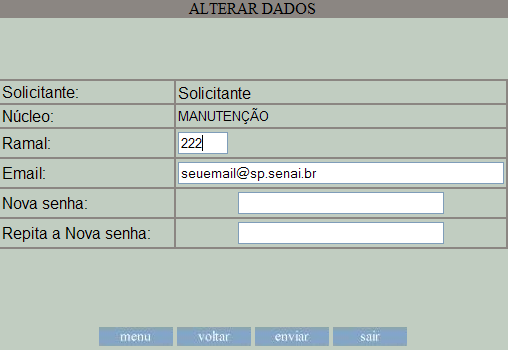 ALTERAR DADOS
Solicitante: Solicitante
Núcleo: MANUTENÇÃO
Ramal: 222
Email: seuemail@sp.senai.br
Nova senha:
Repita a Nova senha:
menu voltar enviar sair